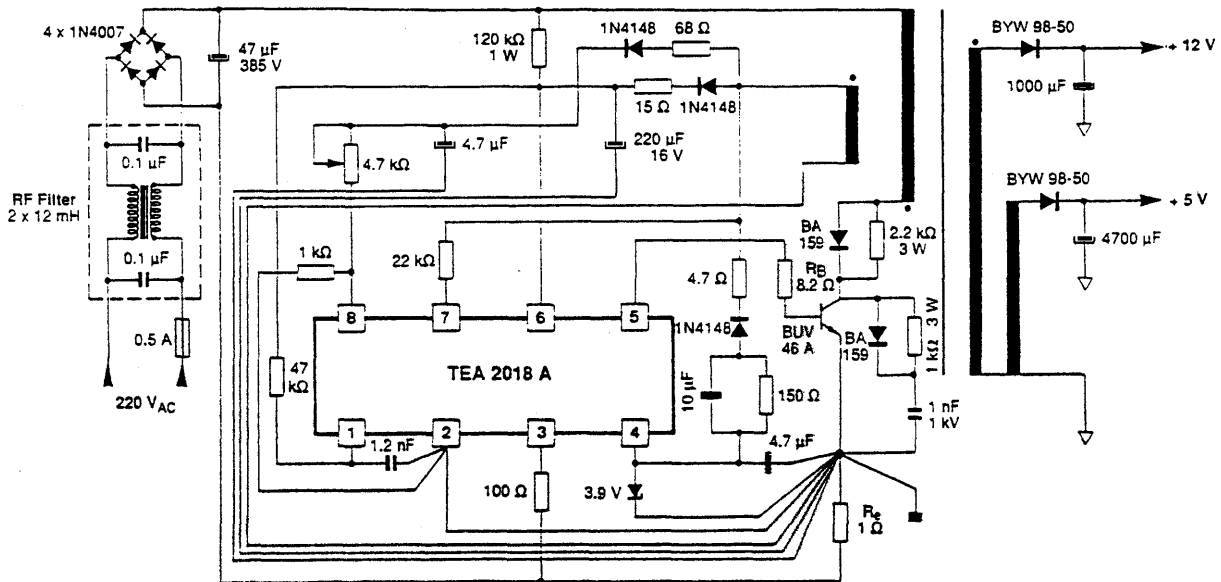 4 x 1N4007
47 µF
385 V
120 kΩ
1 W
1N4148
68 Ω
BYW 98-50
+ 12 V
1000 µF
15 Ω
1N4148
0.1 µF
4.7 kΩ
4.7 µF
220 µF
16 V
RF Filter
2 x 12 mH
BYW 98-50
+ 5 V
4700 µF
0.1 µF
1 kΩ
22 kΩ
BA
159
2.2 kΩ
3 W
4.7 Ω
RB
8.2 Ω
8
7
6
5
0.5 A
1N4148
BUV
46 A
BA
159
1 kΩ 3 W
TEA 2018 A
47
kΩ
10 µF
150 Ω
220 VAC
1 nF
1 kV
1
2
3
4
1.2 nF
4.7 µF
100 Ω
3.9 V
Re
1 Ω